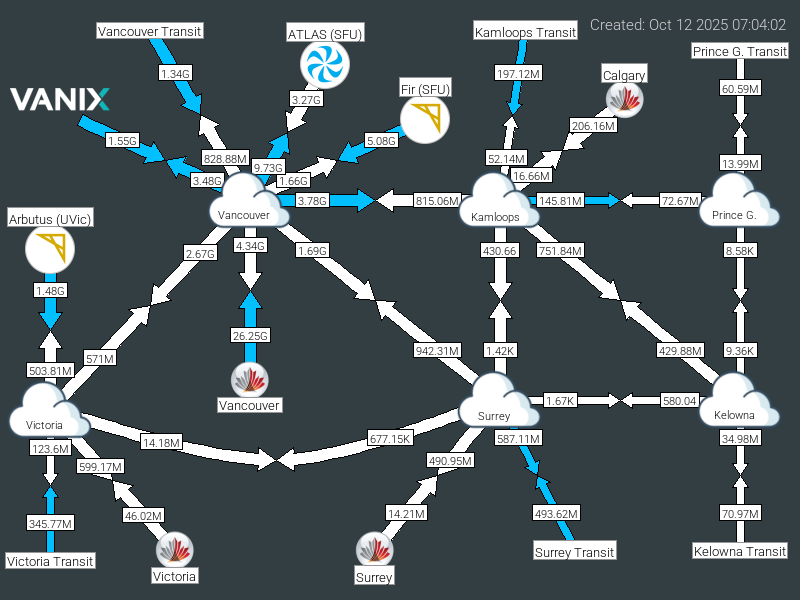 Created: Oct 12 2025 07:04:02
Vancouver Transit
ATLAS (SFU)
Kamloops Transit
Prince G. Transit
1.34G
197.12M
Calgary
60.59M
VANIX
3.27G
Fir (SFU)
206.16M
1.55G
5.08G
828.88M
52.14M
13.99M
9.73G
3.48G
1.66G
16.66M
3.78G
815.06M
145.81M
72.67M
Vancouver
Kamloops
Prince G.
Arbutus (UVic)
4.34G
2.67G
1.69G
430.66
751.84M
8.58K
1.48G
26.25G
571M
942.31M
1.42K
429.88M
9.36K
503.81M
Vancouver
1.67K
580.04
Victoria
Surrey
Kelowna
123.6M
14.18M
677.15K
587.11M
34.98M
599.17M
490.95M
345.77M
46.02M
14.21M
493.62M
70.97M
Victoria Transit
Victoria
Surrey
Surrey Transit
Kelowna Transit